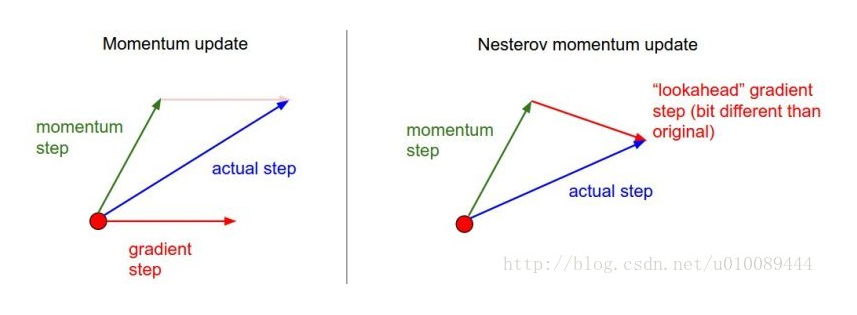 Momentum update
momentum
step
actual step
gradient
step
Nesterov momentum update
“lookahead” gradient
step (bit different than
original)
momentum
step
actual step
http://blog.csdn.net/u010089444